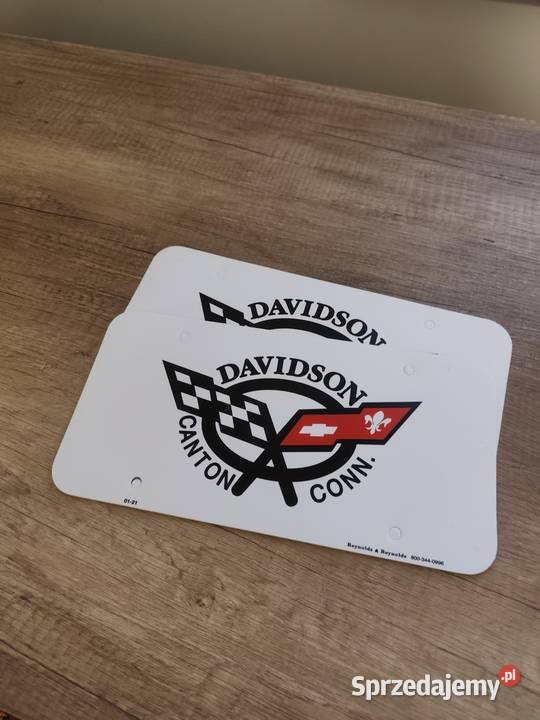 DAVIDSON
DAVIDSON
CANTON CONN.
01-21
Reynolds & Reynolds 800-344-0996
Sprzedajemy.pl